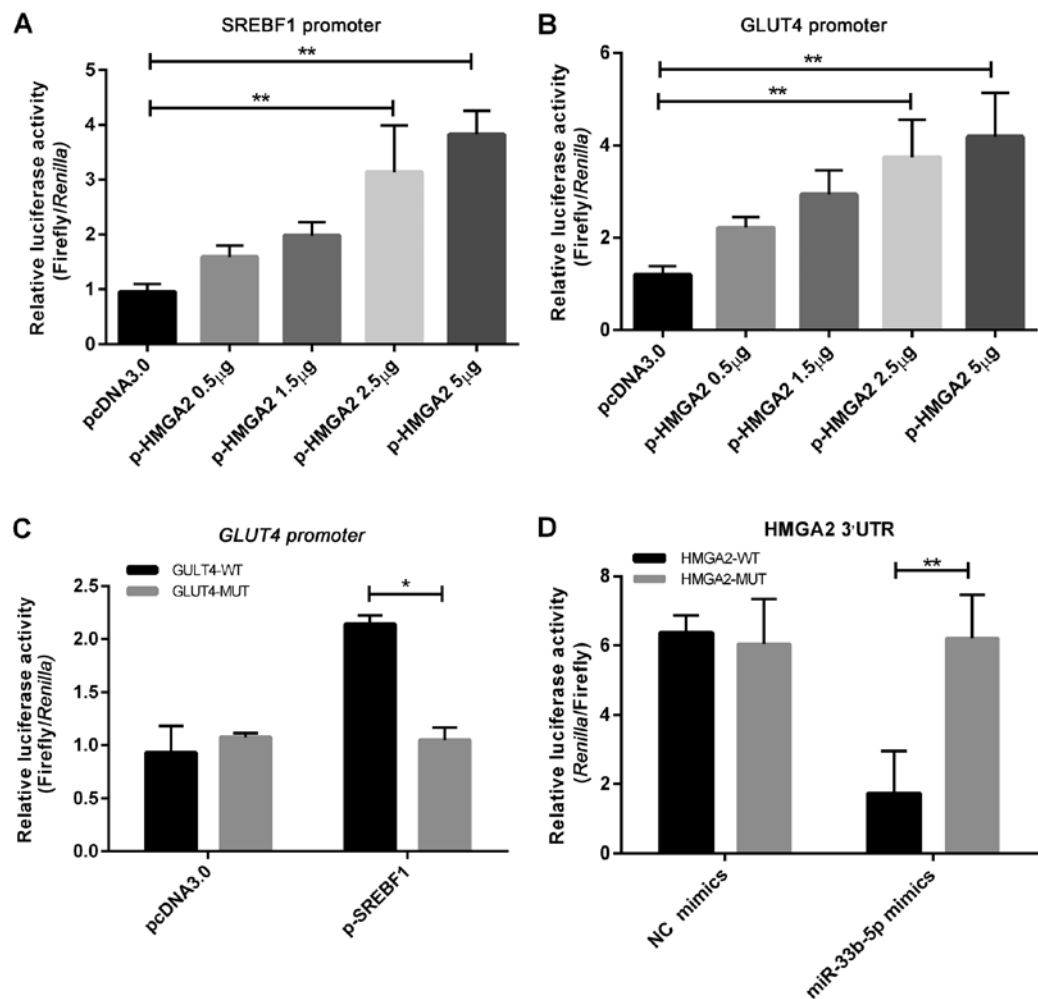 A
SREBF1 promoter
**
**
Relative luciferase activity
(Firefly/Renilla)
5
4
3
2
1
0
pcDNA3.0
p-HMGA2 0.5μg
p-HMGA2 1.5μg
p-HMGA2 2.5μg
p-HMGA2 5μg
B
GLUT4 promoter
**
**
Relative luciferase activity
(Firefly/Renilla)
6
4
2
0
pcDNA3.0
p-HMGA2 0.5μg
p-HMGA2 1.5μg
p-HMGA2 2.5μg
p-HMGA2 5μg
C
GLUT4 promoter
GULT4-WT
GLUT4-MUT
*
Relative luciferase activity
(Firefly/Renilla)
2.5
2.0
1.5
1.0
0.5
0.0
pcDNA3.0
p-SREBF1
D
HMGA2 3'UTR
HMGA2-WT
HMGA2-MUT
**
Relative luciferase activity
(Renilla/Firefly)
8
6
4
2
0
NC mimics
miR-33b-5p mimics